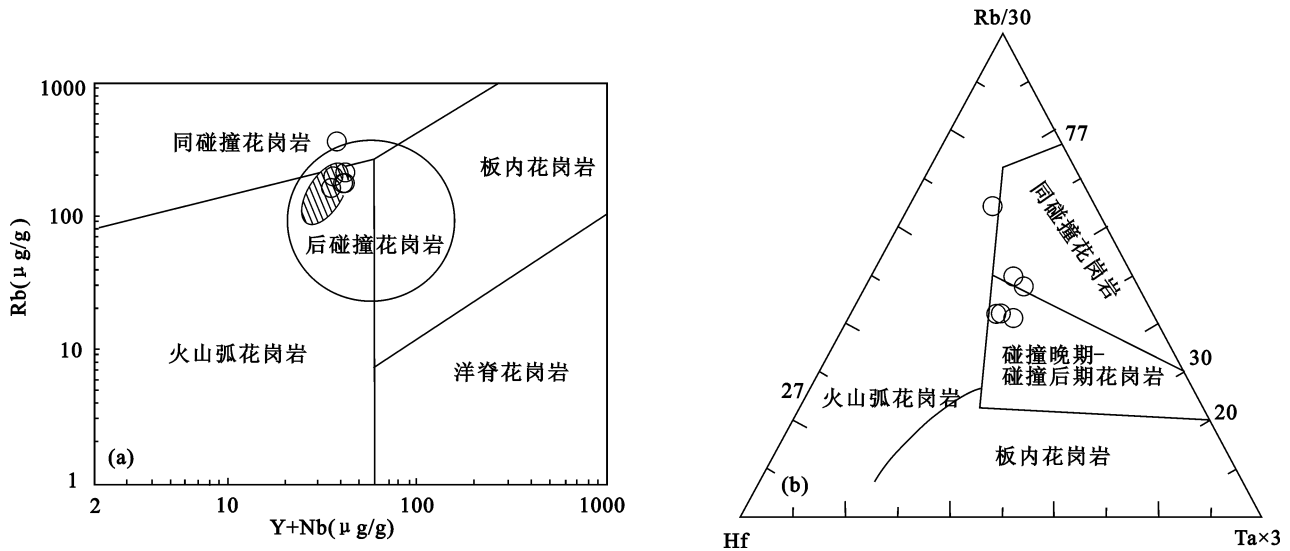 1000
100
10
1
Rb(μg/g)
同碰撞花岗岩
板内花岗岩
后碰撞花岗岩
火山弧花岗岩
洋脊花岗岩
(a)
2
10
100
1000
Y+Nb(μg/g)
Rb/30
77
同碰撞花岗岩
碰撞晚期-
碰撞后期花岗岩
30
27
火山弧花岗岩
20
板内花岗岩
(b)
Hf
Ta×3